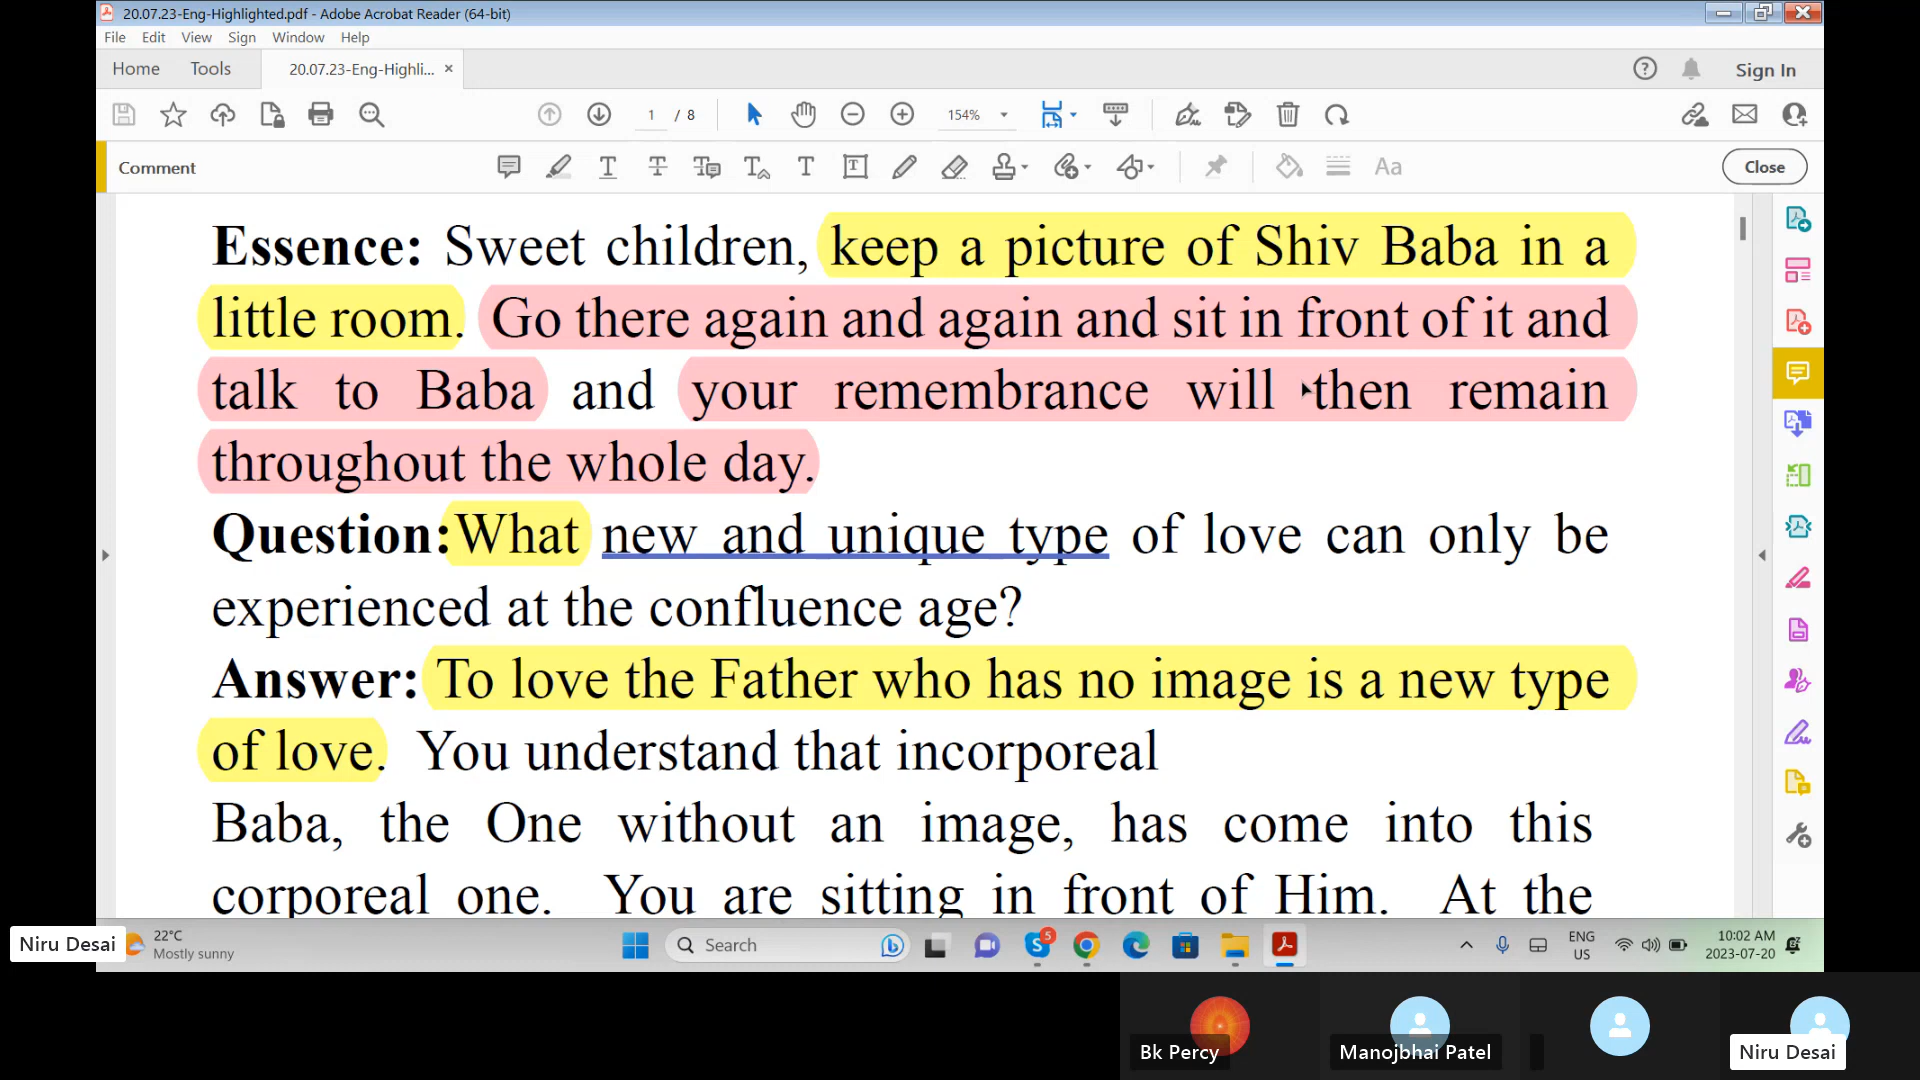 20.07.23-Eng-Highlighted.pdf - Adobe Acrobat Reader (64-bit)
File Edit View Sign Window Help
Home Tools 20.07.23-Eng-Highli... × Sign In
1 / 8 154%
Comment Aa Close
Essence: Sweet children, keep a picture of Shiv Baba in a
little room. Go there again and again and sit in front of it and
talk to Baba and your remembrance will then remain
throughout the whole day.
Question: What new and unique type of love can only be
experienced at the confluence age?
Answer: To love the Father who has no image is a new type
of love. You understand that incorporeal
Baba, the One without an image, has come into this
corporeal one. You are sitting in front of Him. At the
Niru Desai
22°C
Mostly sunny
Search
5
ENG
US
10:02 AM
2023-07-20
Bk Percy
Manojbhai Patel
Niru Desai